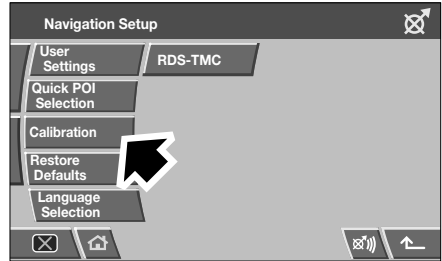 Navigation Setup
User
Settings
RDS-TMC
Quick POI
Selection
Calibration
Restore
Defaults
Language
Selection